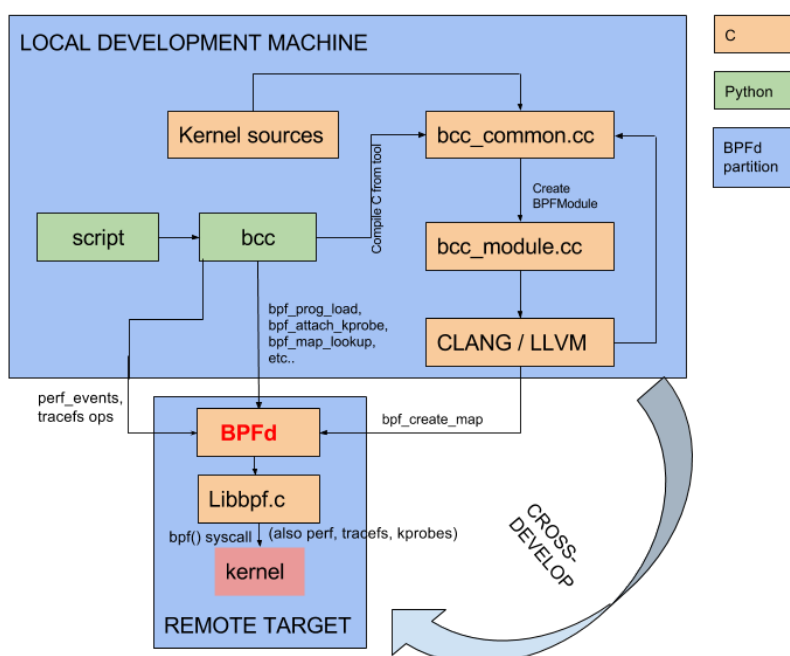 LOCAL DEVELOPMENT MACHINE
C
Python
BPFd
partition
Kernel sources
bcc_common.cc
Compile C from tool
Create
BPFModule
script
bcc
bcc_module.cc
bpf_prog_load,
bpf_attach_kprobe,
bpf_map_lookup,
etc..
CLANG / LLVM
perf_events,
tracefs ops
BPFd
bpf_create_map
Libbpf.c
bpf() syscall
(also perf, tracefs, kprobes)
kernel
REMOTE TARGET
CROSS-
DEVELOP